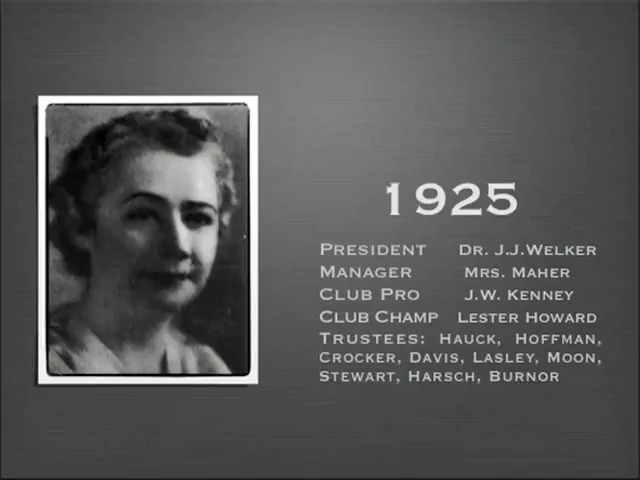 1925
PRESIDENT DR. J.J.WELKER
MANAGER MRS. MAHER
CLUB PRO J.W. KENNEY
CLUB CHAMP LESTER HOWARD
TRUSTEES: HAUCK, HOFFMAN,
CROCKER, DAVIS, LASLEY, MOON,
STEWART, HARSCH, BURNOR